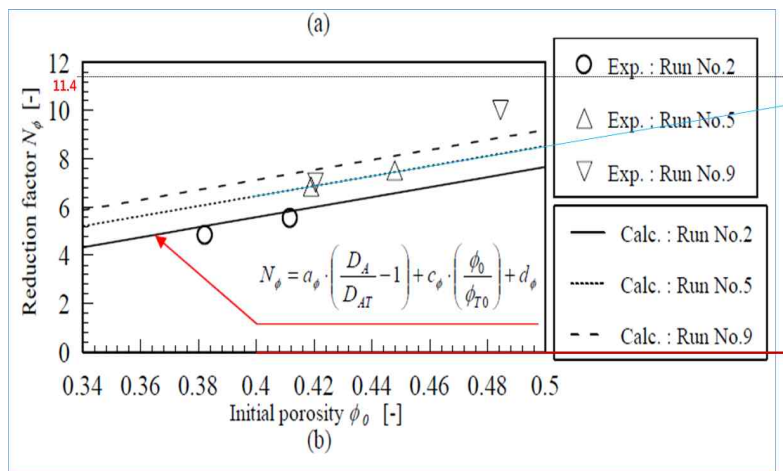 (a)
Reduction factor N_ϕ [-]
12
11.4
10
8
6
4
2
0
N_ϕ = a_ϕ · (D_A / D_AT − 1) + c_ϕ · (ϕ_0 / ϕ_T0) + d_ϕ
0.34 0.36 0.38 0.4 0.42 0.44 0.46 0.48 0.5
Initial porosity ϕ_0 [-]
(b)
Exp. : Run No.2
Exp. : Run No.5
Exp. : Run No.9
Calc. : Run No.2
Calc. : Run No.5
Calc. : Run No.9